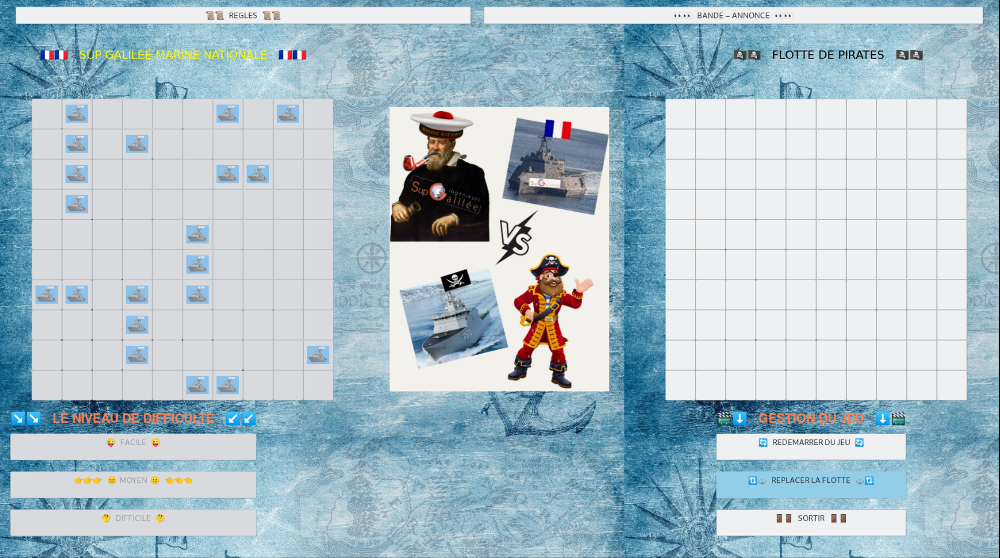 REGLES
BANDE – ANNONCE
SUP GALILEE MARINE NATIONALE
FLOTTE DE PIRATES
MARINE NATIONA
Sup Galilée
ingénieurs
VS
LE NIVEAU DE DIFFICULTE
GESTION DU JEU
FACILE
REDEMARRER DU JEU
MOYEN
REPLACER LA FLOTTE
DIFFICILE
SORTIR